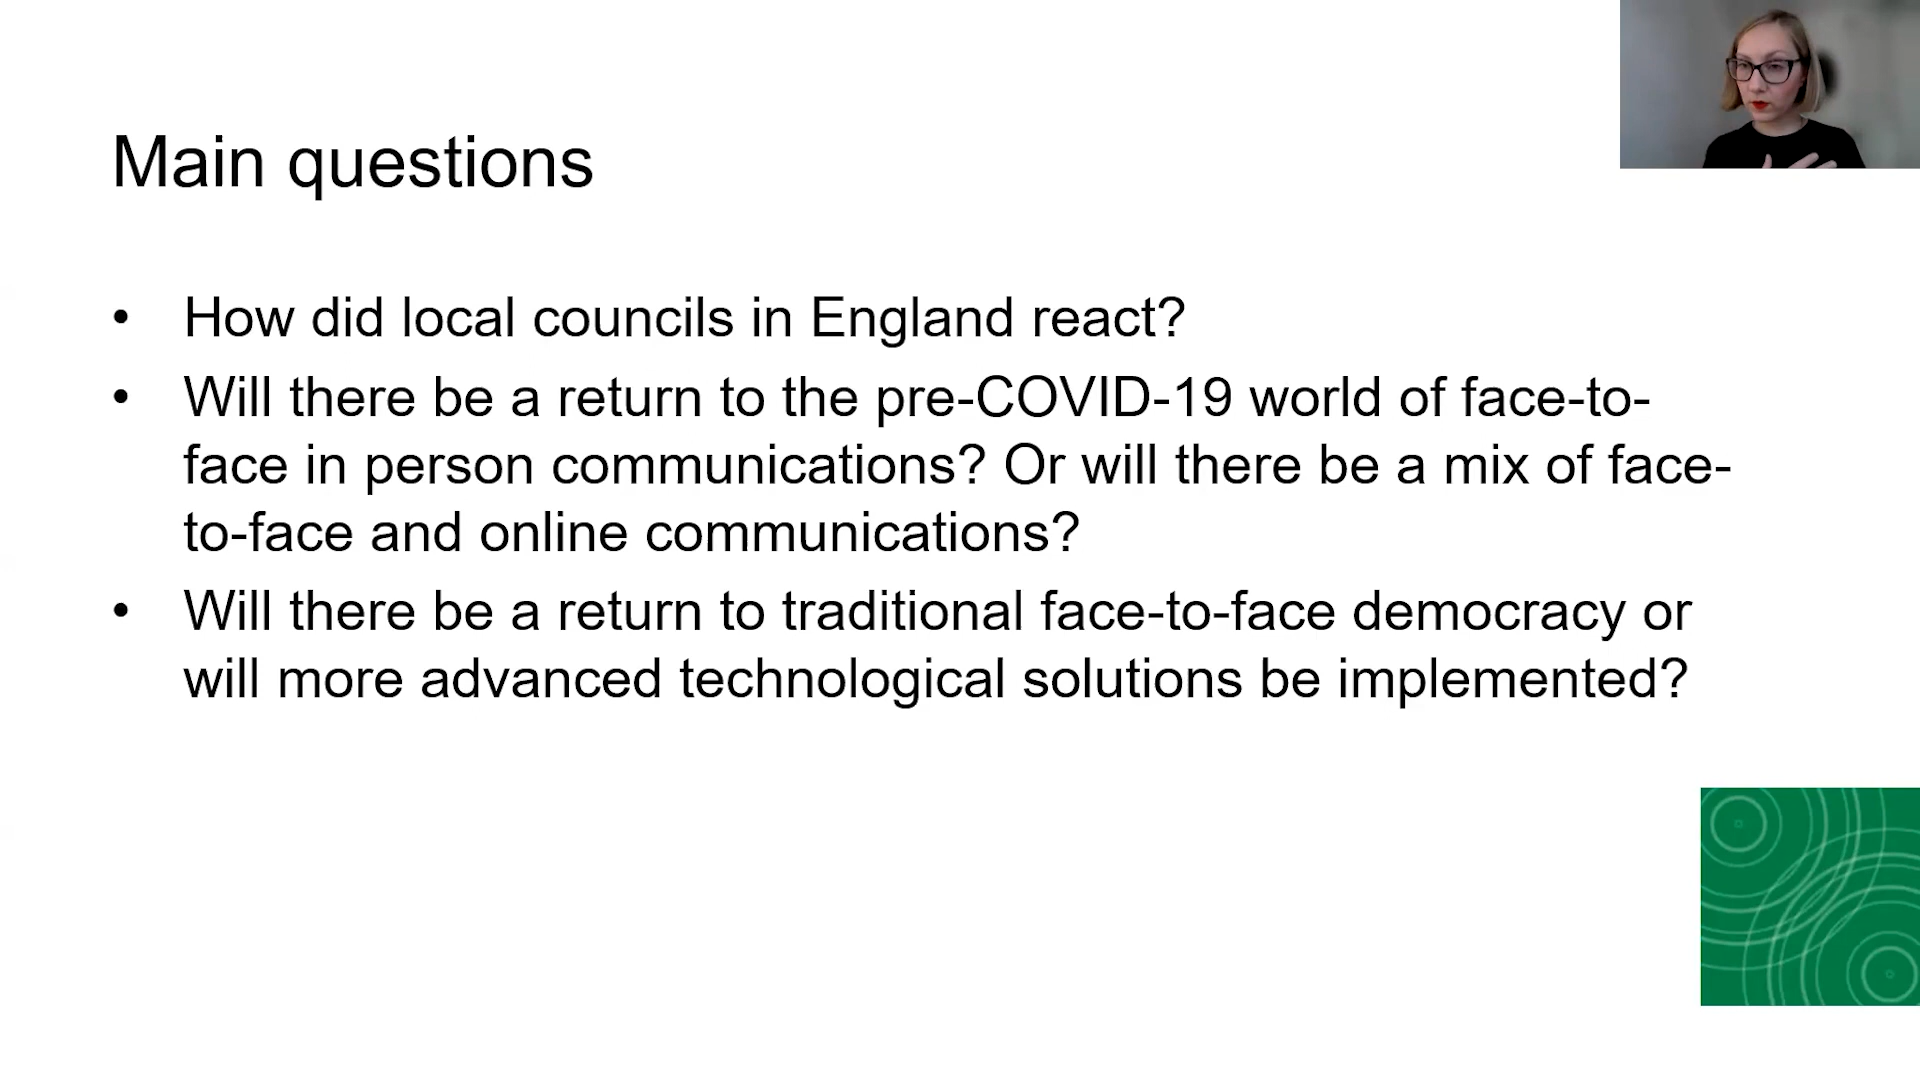 Main questions
• How did local councils in England react?
• Will there be a return to the pre-COVID-19 world of face-to-
face in person communications? Or will there be a mix of face-
to-face and online communications?
• Will there be a return to traditional face-to-face democracy or
will more advanced technological solutions be implemented?